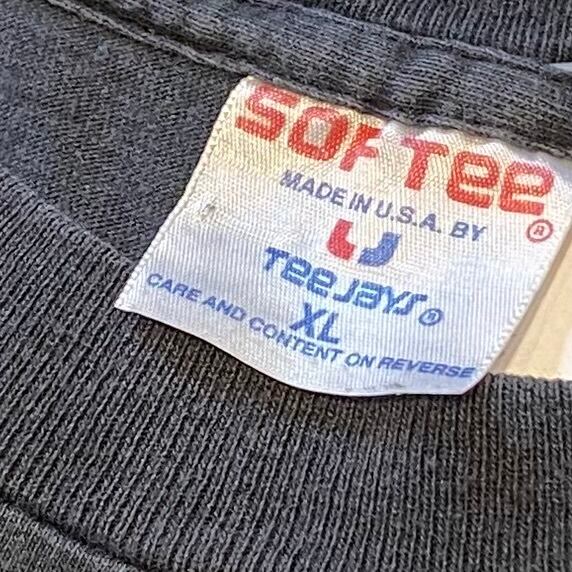 SOFTEE ®
MADE IN U.S.A. BY
TEEJAYS ®
XL
CARE AND CONTENT ON REVERSE